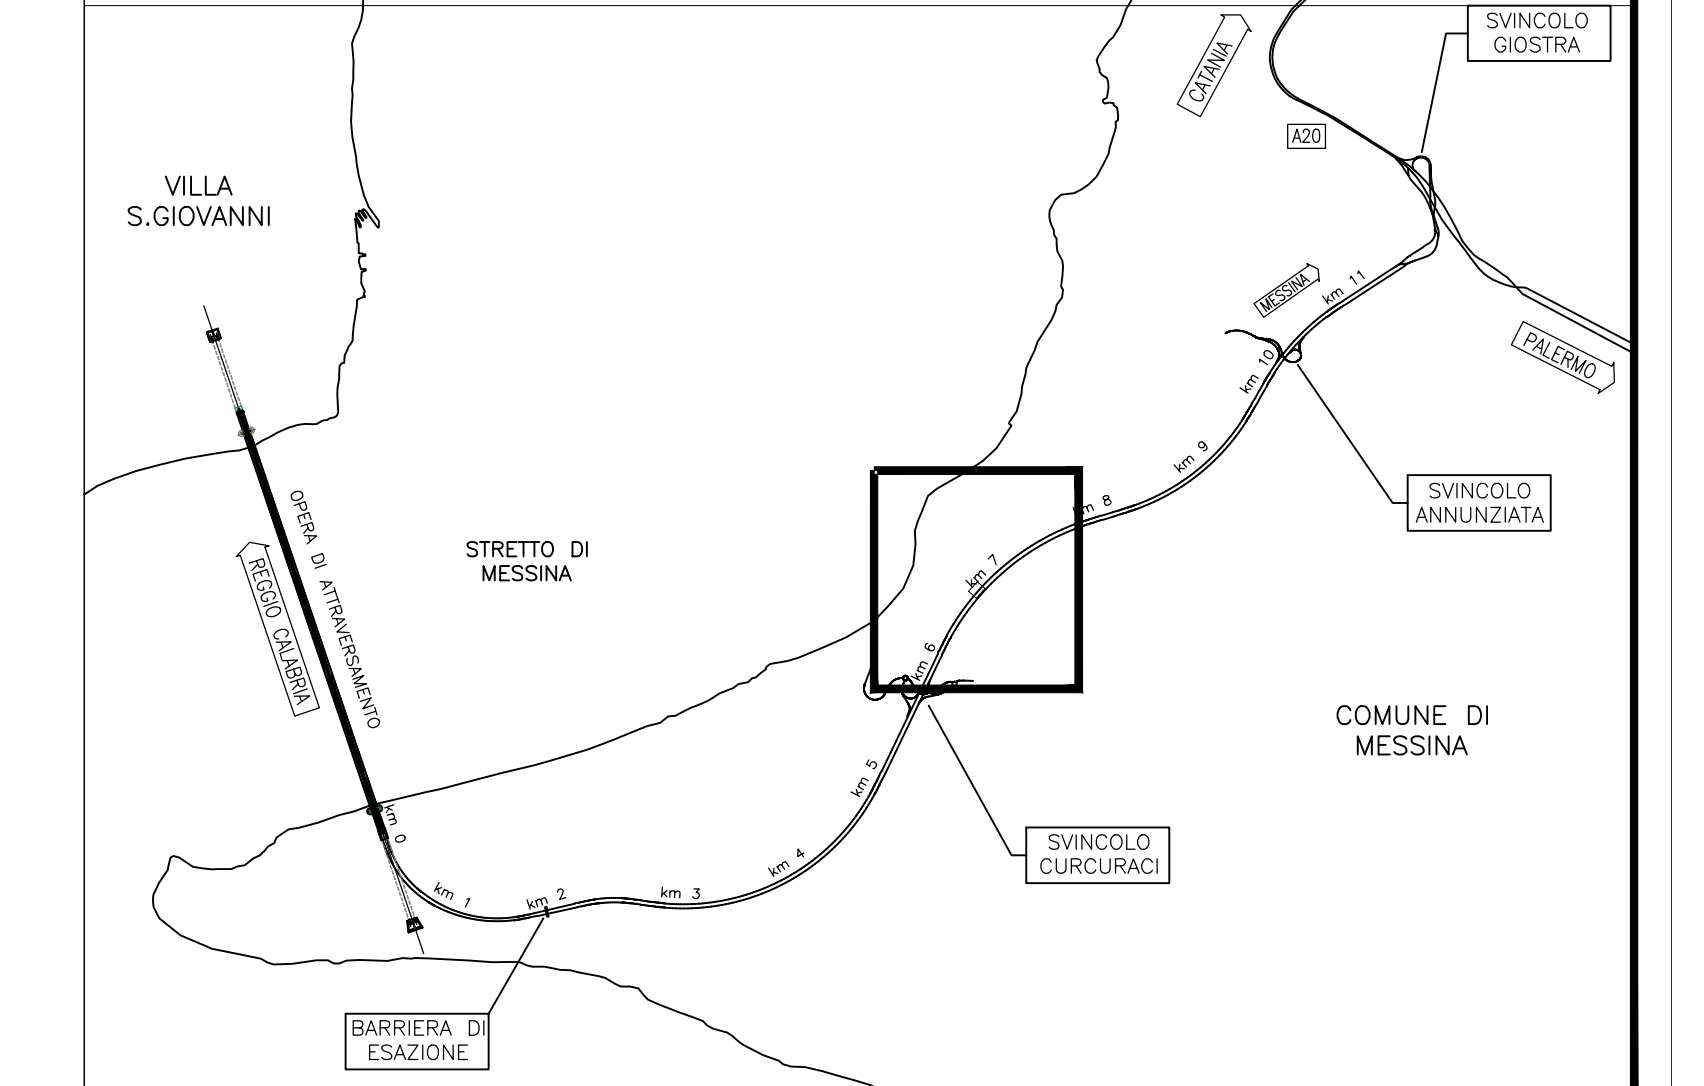 SVINCOLO
GIOSTRA
CATANIA
A20
VILLA
S.GIOVANNI
MESSINA
km 11
PALERMO
km 10
km 9
SVINCOLO
ANNUNZIATA
km 8
OPERA DI ATTRAVERSAMENTO
REGGIO CALABRIA
STRETTO DI
MESSINA
km 7
km 6
COMUNE DI
MESSINA
km 5
km 0
SVINCOLO
CURCURACI
km 4
km 3
km 2
km 1
BARRIERA DI
ESAZIONE